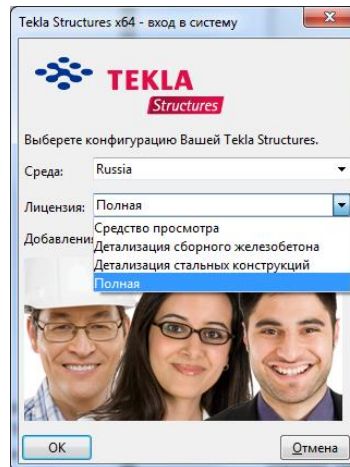 Tekla Structures x64 - вход в систему
TEKLA
Structures
Выберете конфигурацию Вашей Tekla Structures.
Среда: Russia
Лицензия: Полная
Средство просмотра
Добавления
Детализация сборного железобетона
Детализация стальных конструкций
Полная
OK
Отмена